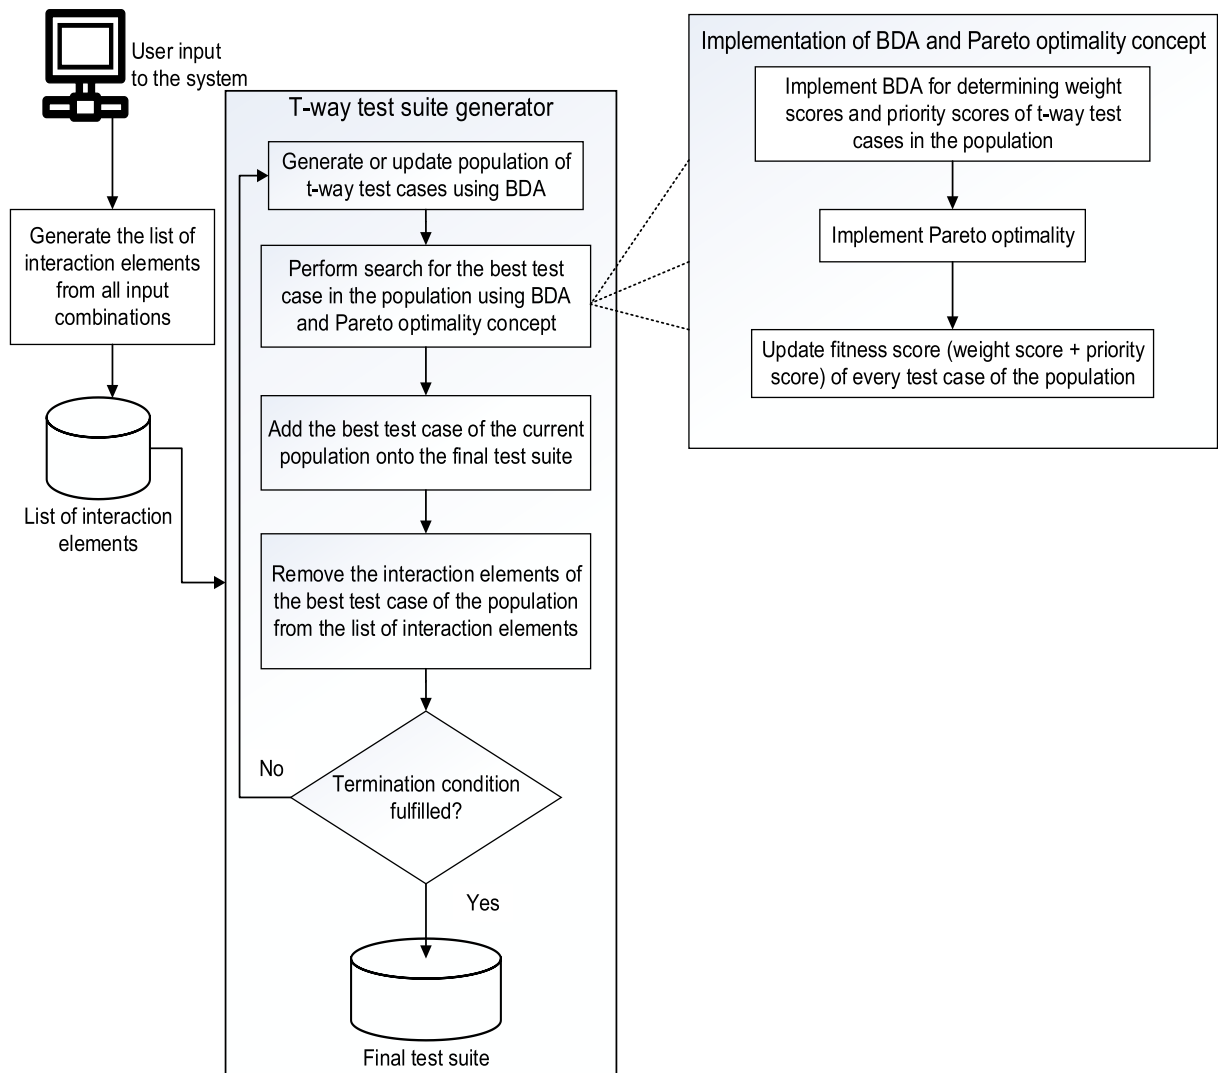 User input
to the system
Generate the list of
interaction elements
from all input
combinations
List of interaction
elements
T-way test suite generator
Generate or update population of
t-way test cases using BDA
Perform search for the best test
case in the population using BDA
and Pareto optimality concept
Add the best test case of the current
population onto the final test suite
Remove the interaction elements of
the best test case of the population
from the list of interaction elements
Termination condition
fulfilled?
No
Yes
Final test suite
Implementation of BDA and Pareto optimality concept
Implement BDA for determining weight
scores and priority scores of t-way test
cases in the population
Implement Pareto optimality
Update fitness score (weight score + priority
score) of every test case of the population